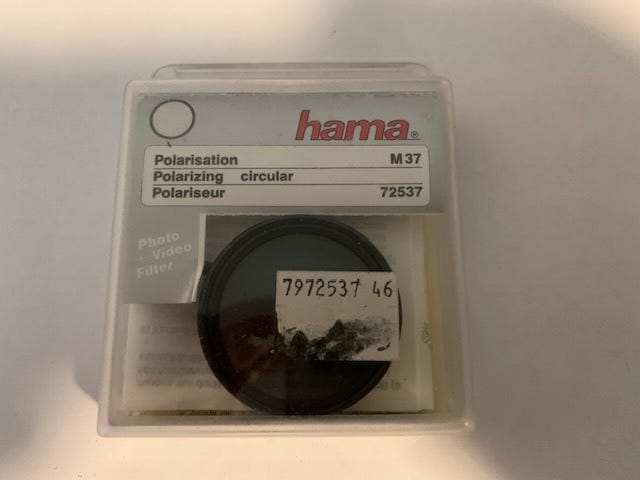 hama®
Polarisation M 37
Polarizing circular
Polariseur 72537
Photo
+ Video
Filter
7972537 46